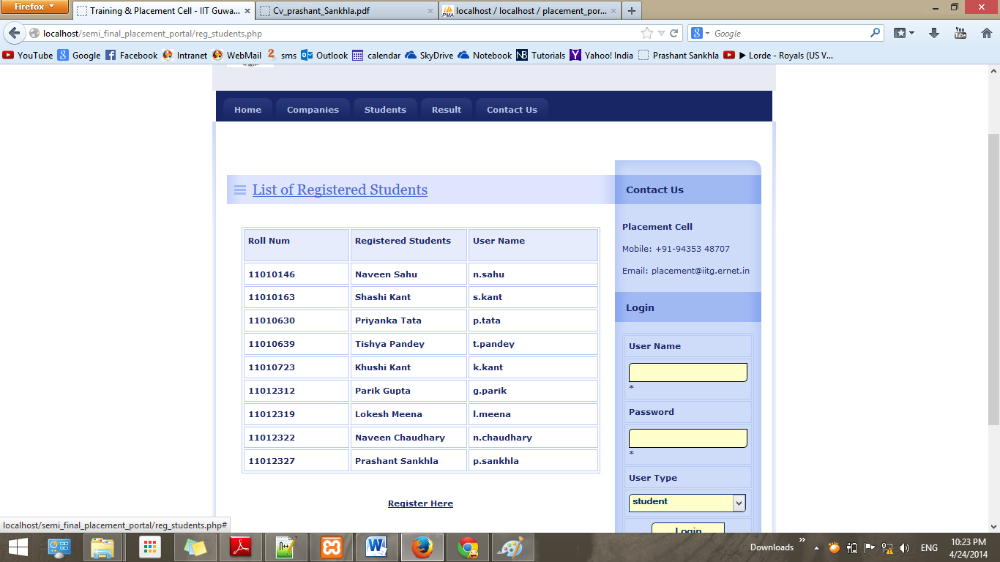 Firefox
Training & Placement Cell - IIT Guwa...
Cv_prashant_Sankhla.pdf
localhost / localhost / placement_por...
localhost/semi_final_placement_portal/reg_students.php
Google
YouTube Google Facebook Intranet WebMail sms Outlook calendar SkyDrive Notebook Tutorials Yahoo! India Prashant Sankhla ▶ Lorde - Royals (US V...
Home Companies Students Result Contact Us
List of Registered Students
Roll Num Registered Students User Name
11010146 Naveen Sahu n.sahu
11010163 Shashi Kant s.kant
11010630 Priyanka Tata p.tata
11010639 Tishya Pandey t.pandey
11010723 Khushi Kant k.kant
11012312 Parik Gupta g.parik
11012319 Lokesh Meena l.meena
11012322 Naveen Chaudhary n.chaudhary
11012327 Prashant Sankhla p.sankhla
Register Here
Contact Us
Placement Cell
Mobile: +91-94353 48707
Email: placement@iitg.ernet.in
Login
User Name
*
Password
*
User Type
student
Login
localhost/semi_final_placement_portal/reg_students.php#
Downloads
ENG
10:23 PM
4/24/2014